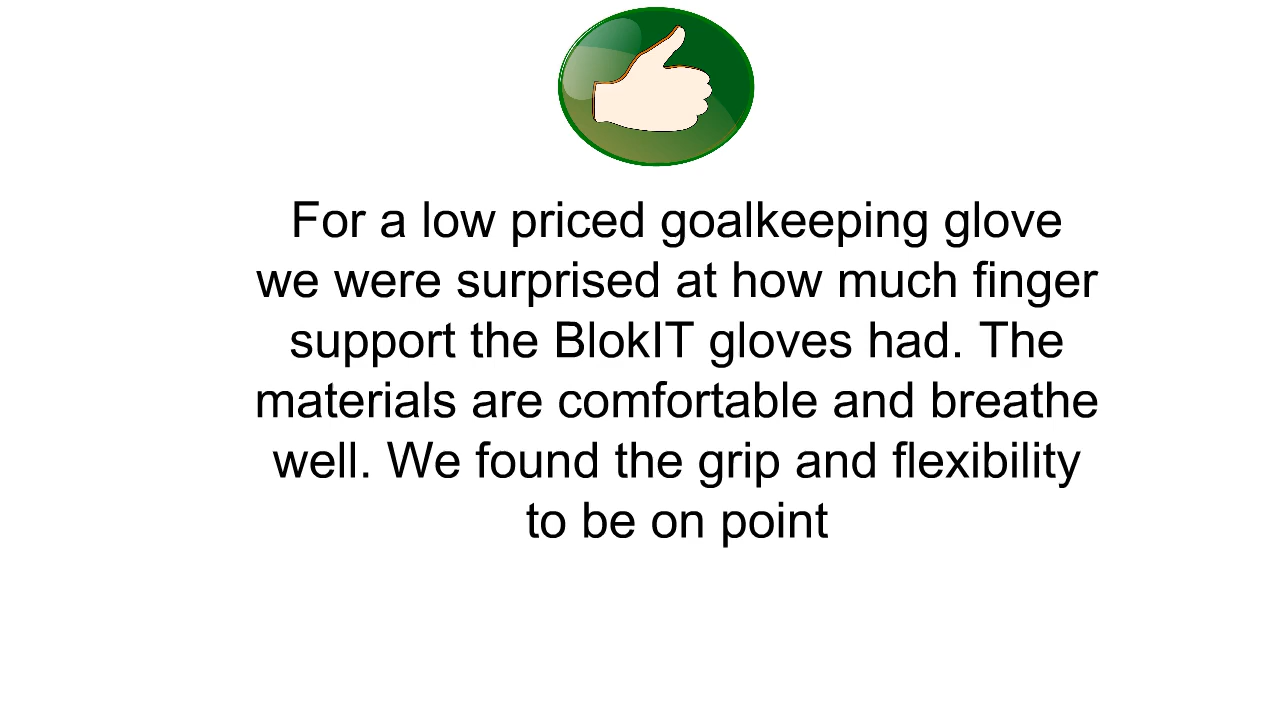 For a low priced goalkeeping glove
we were surprised at how much finger
support the BlokIT gloves had. The
materials are comfortable and breathe
well. We found the grip and flexibility
to be on point